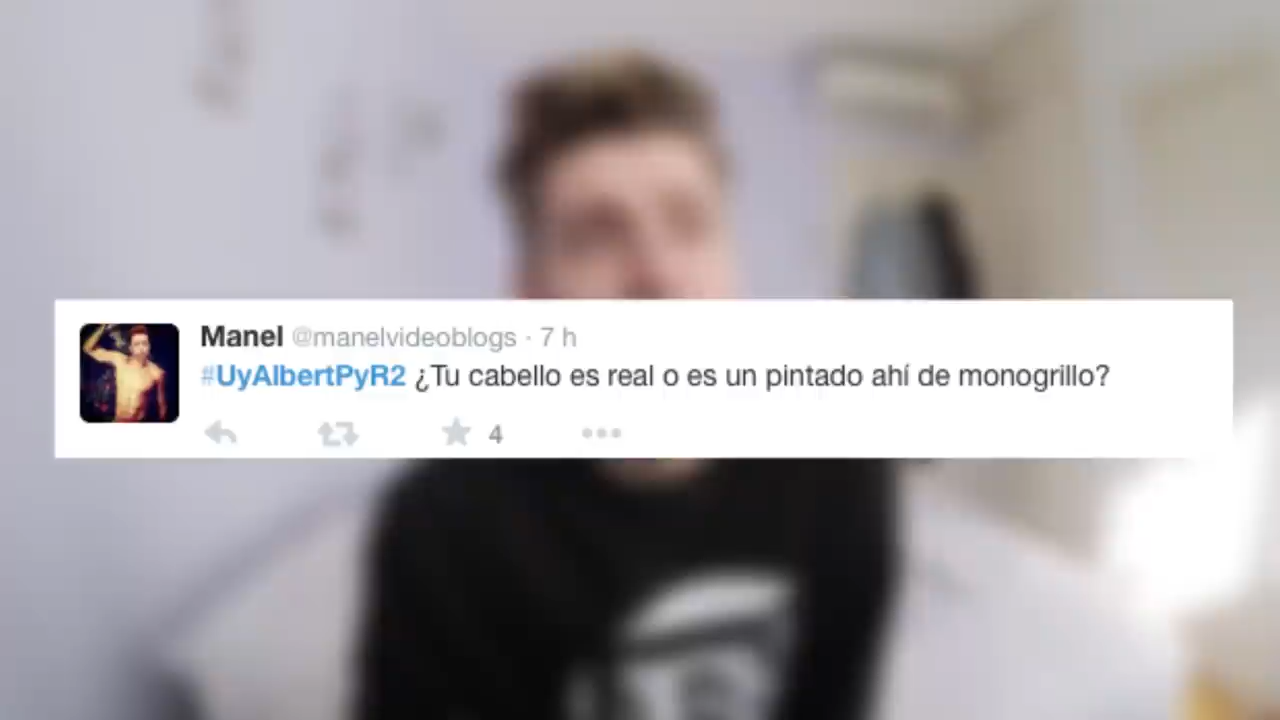 Manel @manelvideoblogs · 7 h
#UyAlbertPyR2 ¿Tu cabello es real o es un pintado ahí de monogrillo?
4